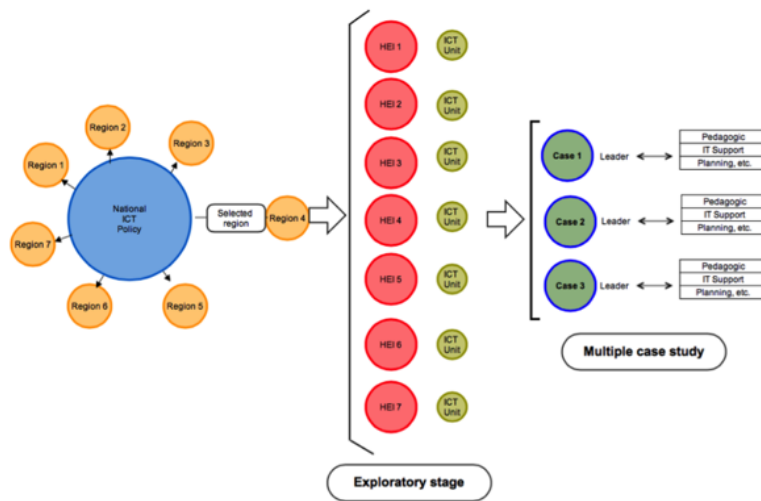 Region 2
Region 3
Region 1
National
ICT
Policy
Selected
region
Region 4
Region 7
Region 6
Region 5
HEI 1
ICT
Unit
HEI 2
ICT
Unit
HEI 3
ICT
Unit
HEI 4
ICT
Unit
HEI 5
ICT
Unit
HEI 6
ICT
Unit
HEI 7
ICT
Unit
Exploratory stage
Case 1
Leader
Pedagogic
IT Support
Planning, etc.
Case 2
Leader
Pedagogic
IT Support
Planning, etc.
Case 3
Leader
Pedagogic
IT Support
Planning, etc.
Multiple case study